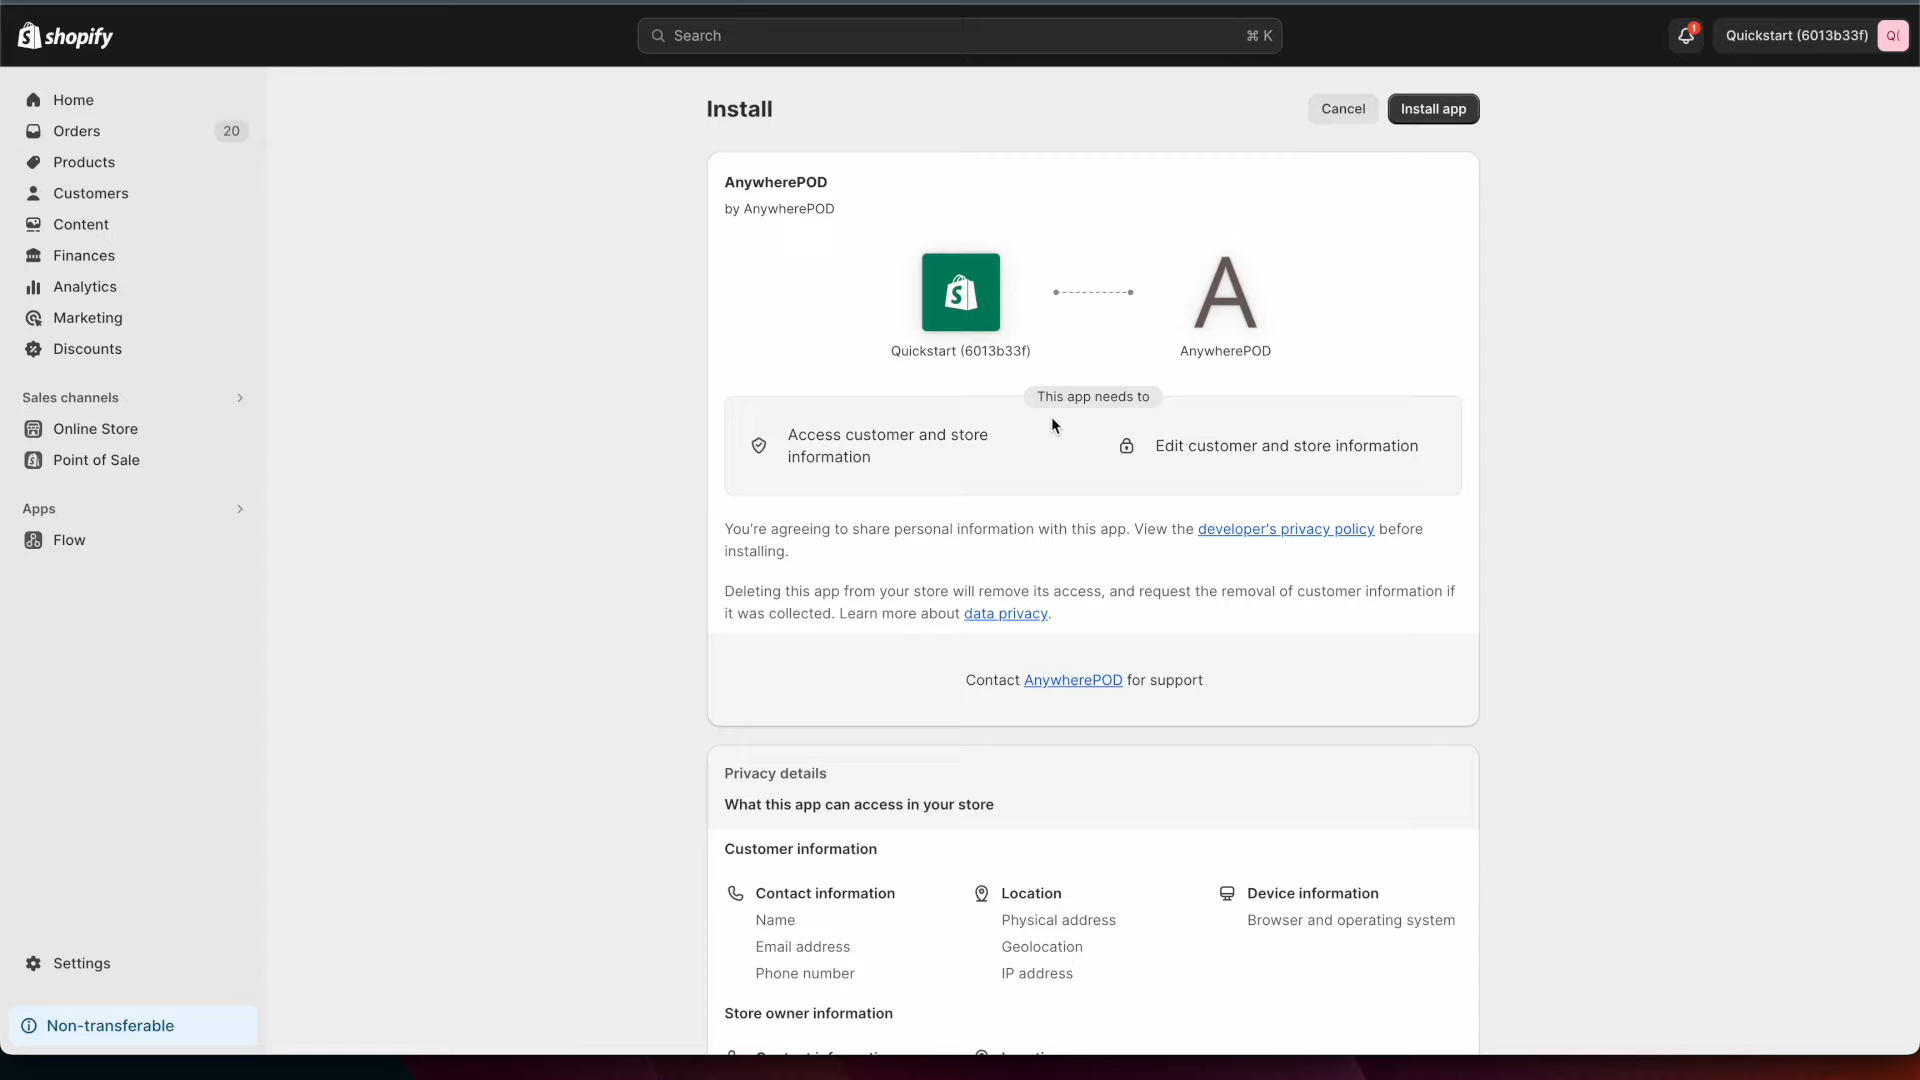 shopify
Search
⌘ K
1
Quickstart (6013b33f)
Q(
Home
Orders
20
Products
Customers
Content
Finances
Analytics
Marketing
Discounts
Sales channels
Online Store
Point of Sale
Apps
Flow
Settings
Non-transferable
Install
Cancel
Install app
AnywherePOD
by AnywherePOD
Quickstart (6013b33f)
A
AnywherePOD
This app needs to
Access customer and store
information
Edit customer and store information
You're agreeing to share personal information with this app. View the developer's privacy policy before
installing.
Deleting this app from your store will remove its access, and request the removal of customer information if
it was collected. Learn more about data privacy.
Contact AnywherePOD for support
Privacy details
What this app can access in your store
Customer information
Contact information
Name
Email address
Phone number
Location
Physical address
Geolocation
IP address
Device information
Browser and operating system
Store owner information